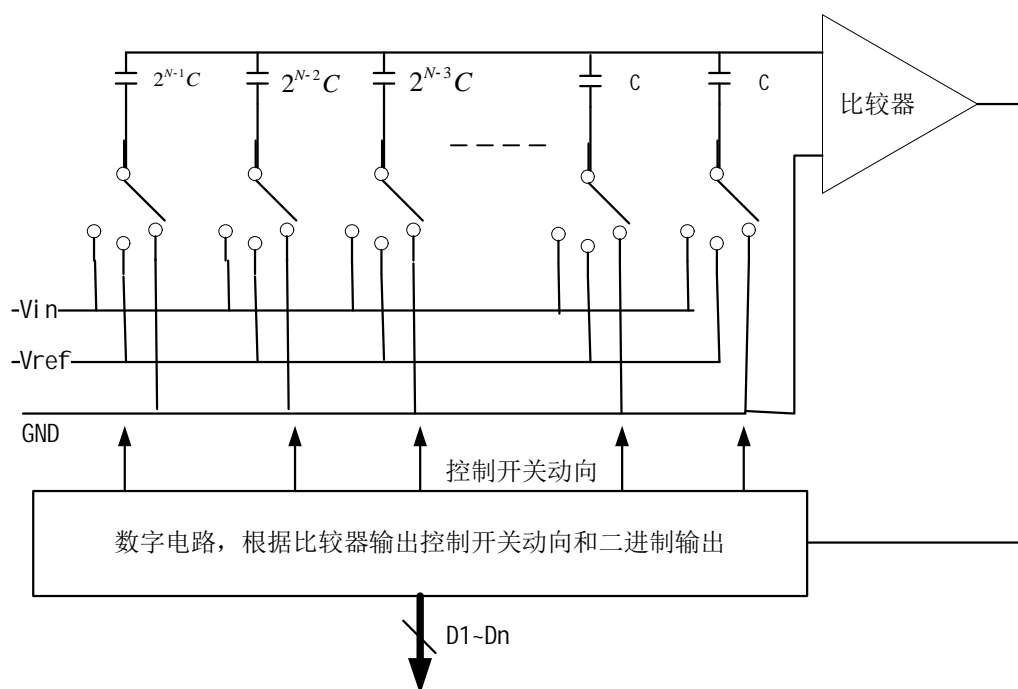 2^{N-1}C
2^{N-2}C
2^{N-3}C
C
C
比较器
Vin
Vref
GND
控制开关动向
数字电路，根据比较器输出控制开关动向和二进制输出
D1~Dn